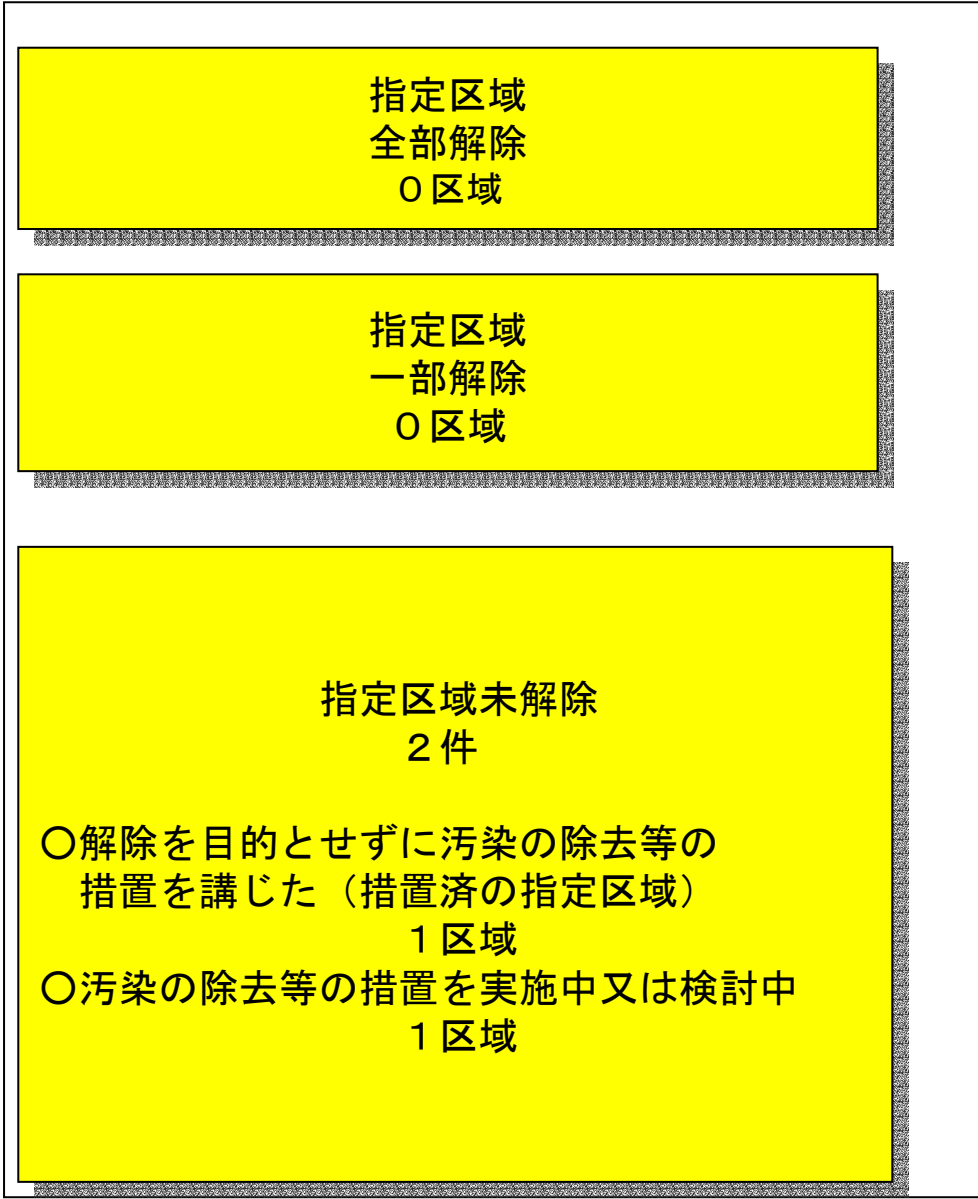 指定区域
全部解除
０区域
指定区域
一部解除
０区域
指定区域未解除
２件
○解除を目的とせずに汚染の除去等の
措置を講じた（措置済の指定区域）
１区域
○汚染の除去等の措置を実施中又は検討中
１区域